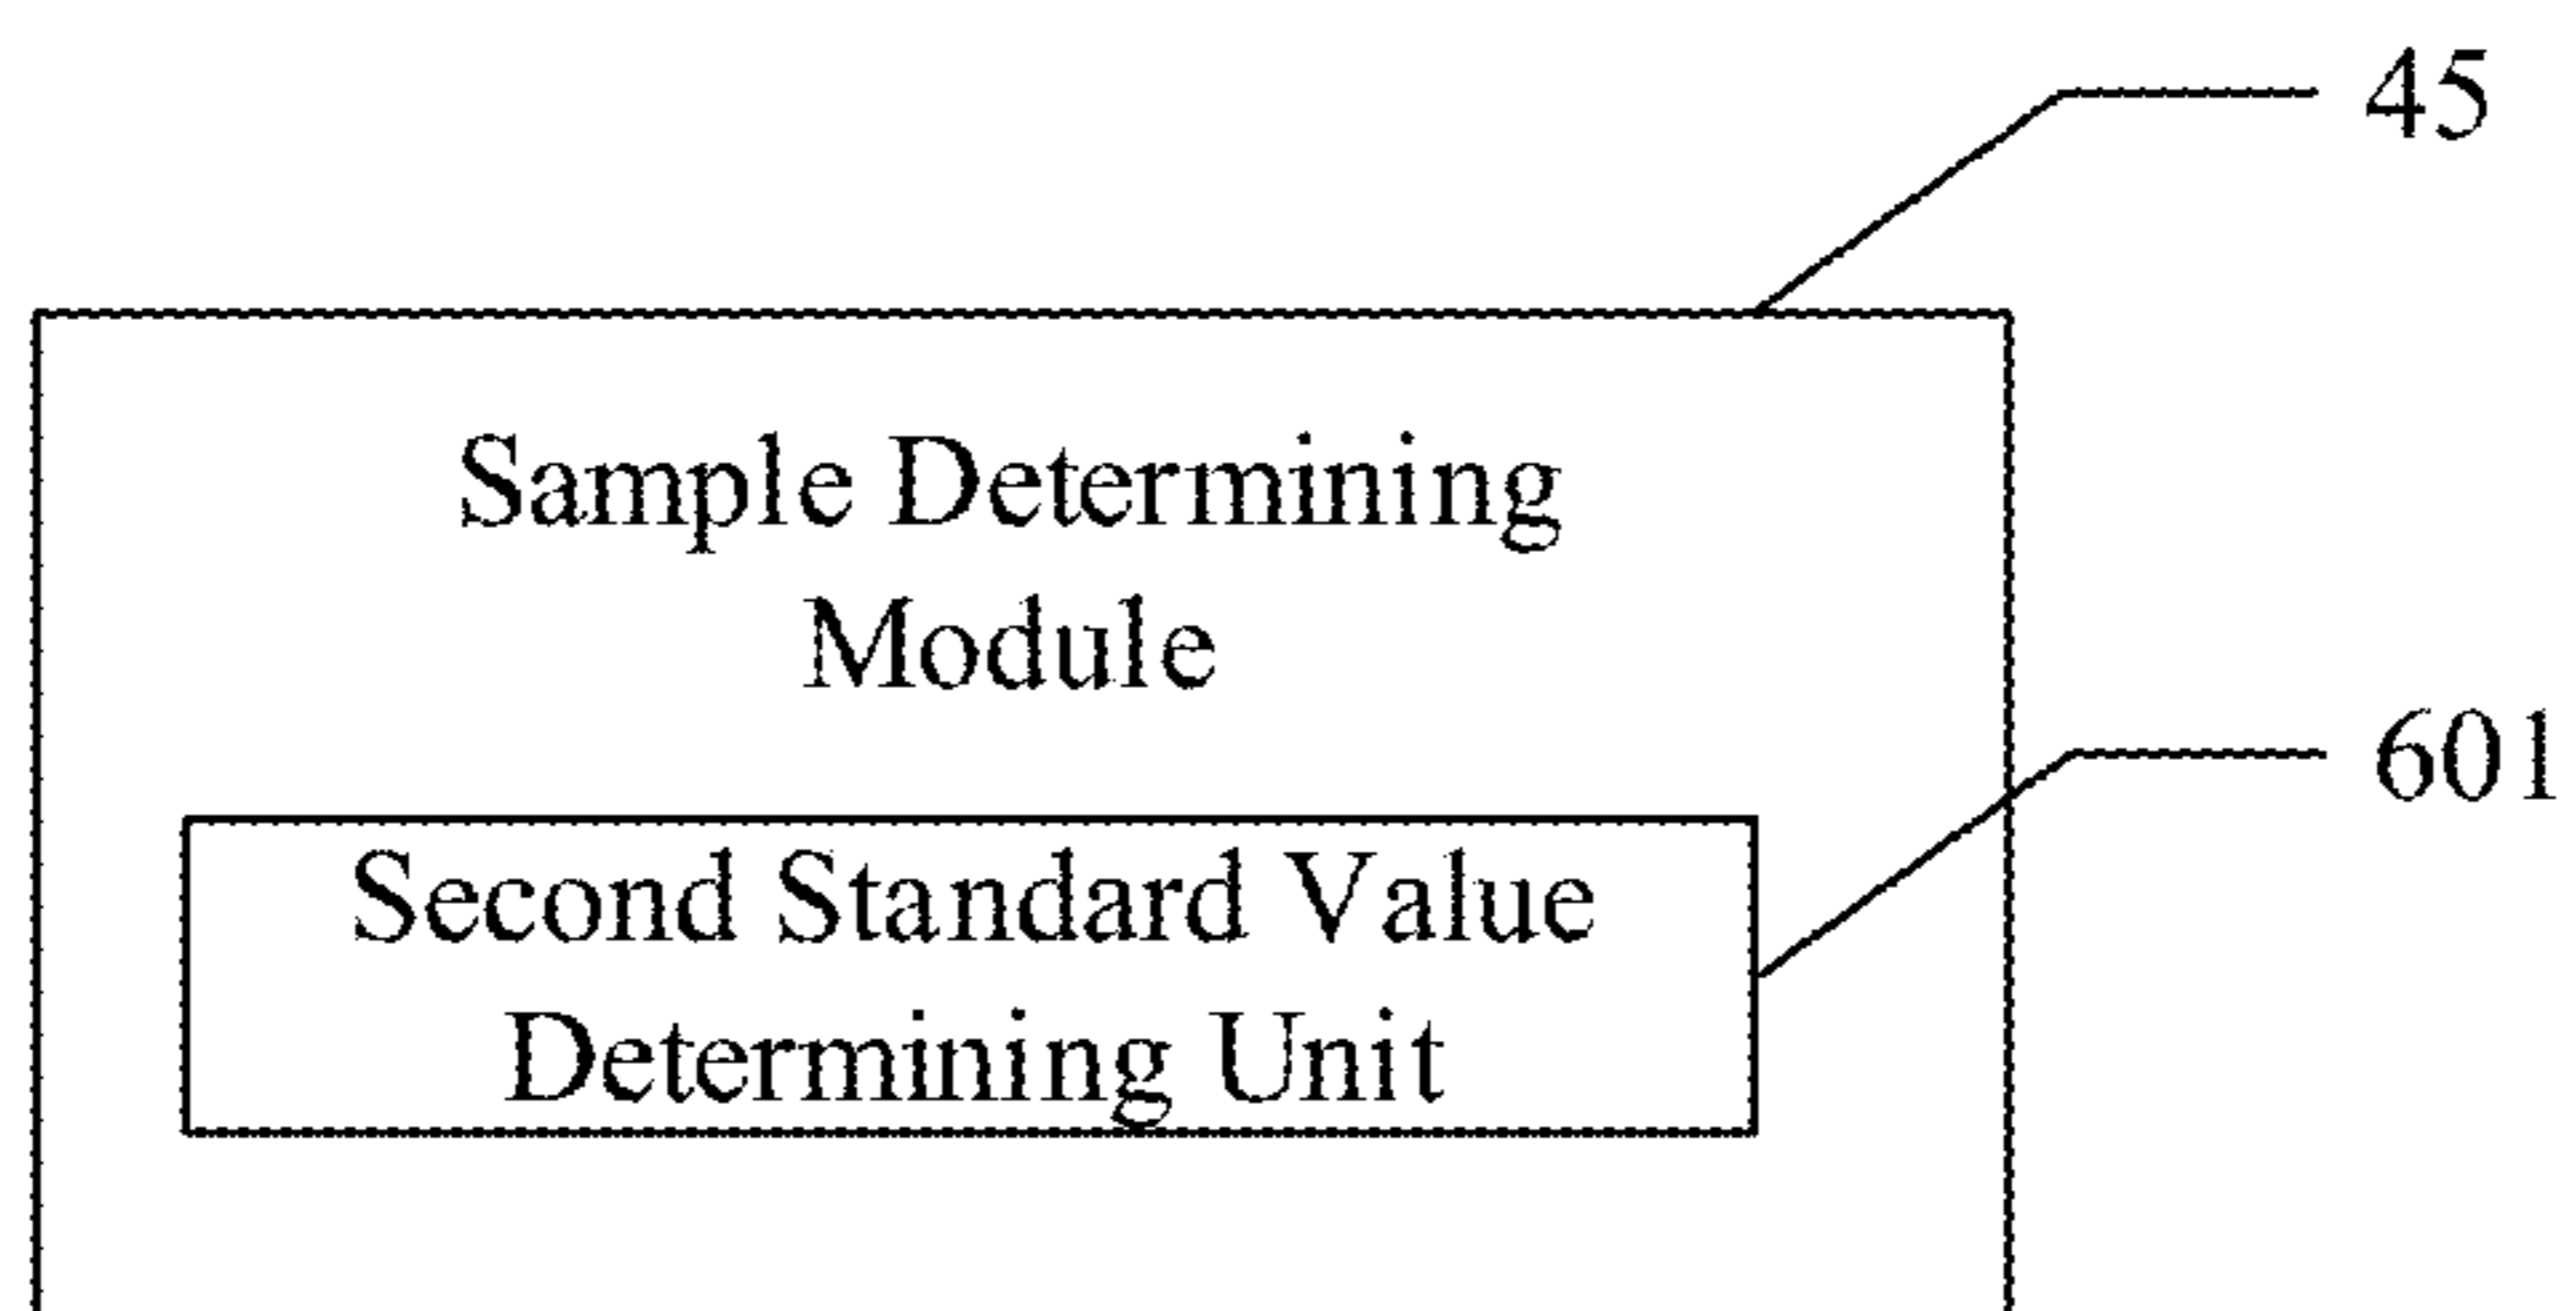 45
Sample Determining
Module
601
Second Standard Value
Determining Unit